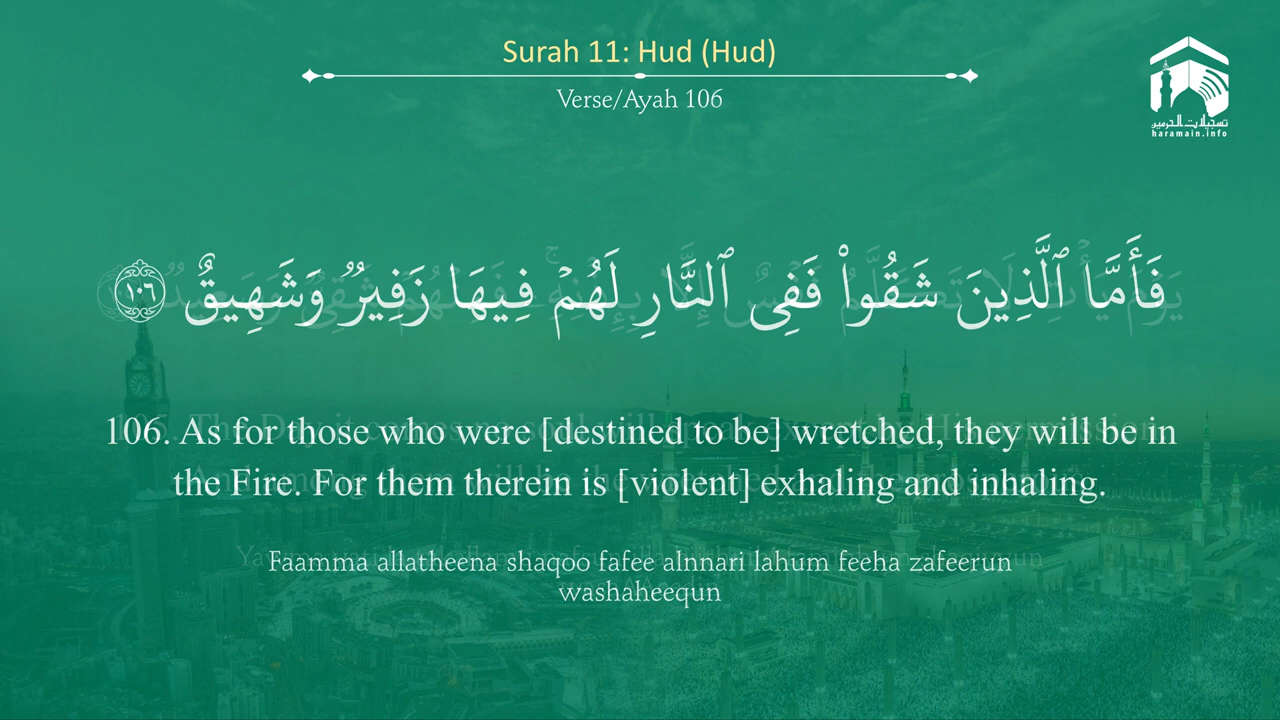 Surah 11: Hud (Hud)
Verse/Ayah 106
تسجيلات الحرمين
haramain.info
فَأَمَّا ٱلَّذِينَ شَقُوا۟ فَفِى ٱلنَّارِ لَهُمْ فِيهَا زَفِيرٌ وَشَهِيقٌ ١٠٦
106. As for those who were [destined to be] wretched, they will be in
the Fire. For them therein is [violent] exhaling and inhaling.
Faamma allatheena shaqoo fafee alnnari lahum feeha zafeerun
washaheequn